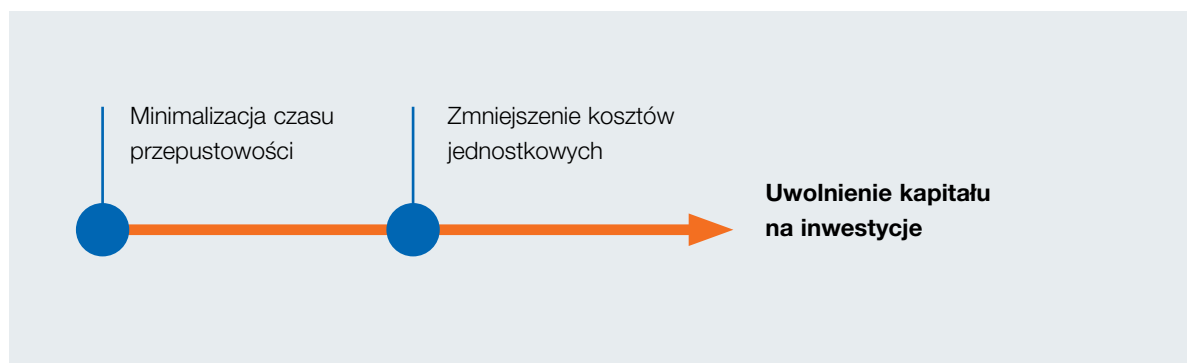 Minimalizacja czasu
przepustowości
Zmniejszenie kosztów
jednostkowych
Uwolnienie kapitału
na inwestycje